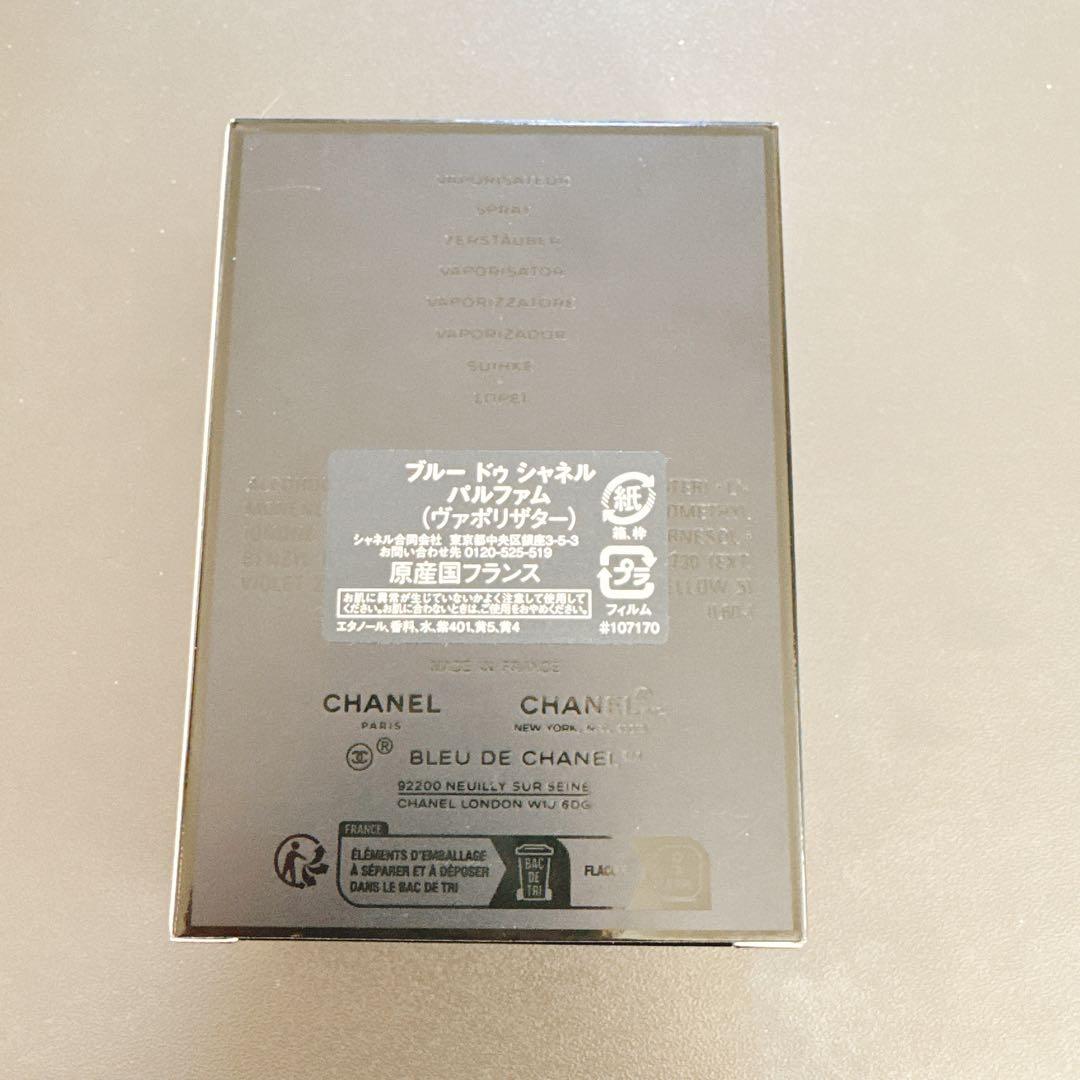 VAPORISATEUR
SPRAY
ZERSTÄUBER
VAPORISATOR
VAPORIZZATORE
VAPORIZADOR
SUIHKE
ブルー ドゥ シャネル
パルファム
(ヴァポリザター)
シャネル合同会社 東京都中央区銀座3-5-3
お問い合わせ先 0120-525-519
原産国フランス
お肌に異常が生じていないかよく注意して使用して
ください。お肌に合わないときは、ご使用をおやめください。
エタノール、香料、水、紫401、黄5、黄4
紙
箱、枠
プラ
フィルム
#107170
VIOLET
YELLOW 5)
MADE IN FRANCE
CHANEL
PARIS
CHANEL
NEW YORK, N.Y.
® BLEU DE CHANEL™
92200 NEUILLY SUR SEINE
CHANEL LONDON W1J 6DG
FRANCE
ÉLÉMENTS D'EMBALLAGE
À SÉPARER ET À DÉPOSER
DANS LE BAC DE TRI
BAC
DE
TRI